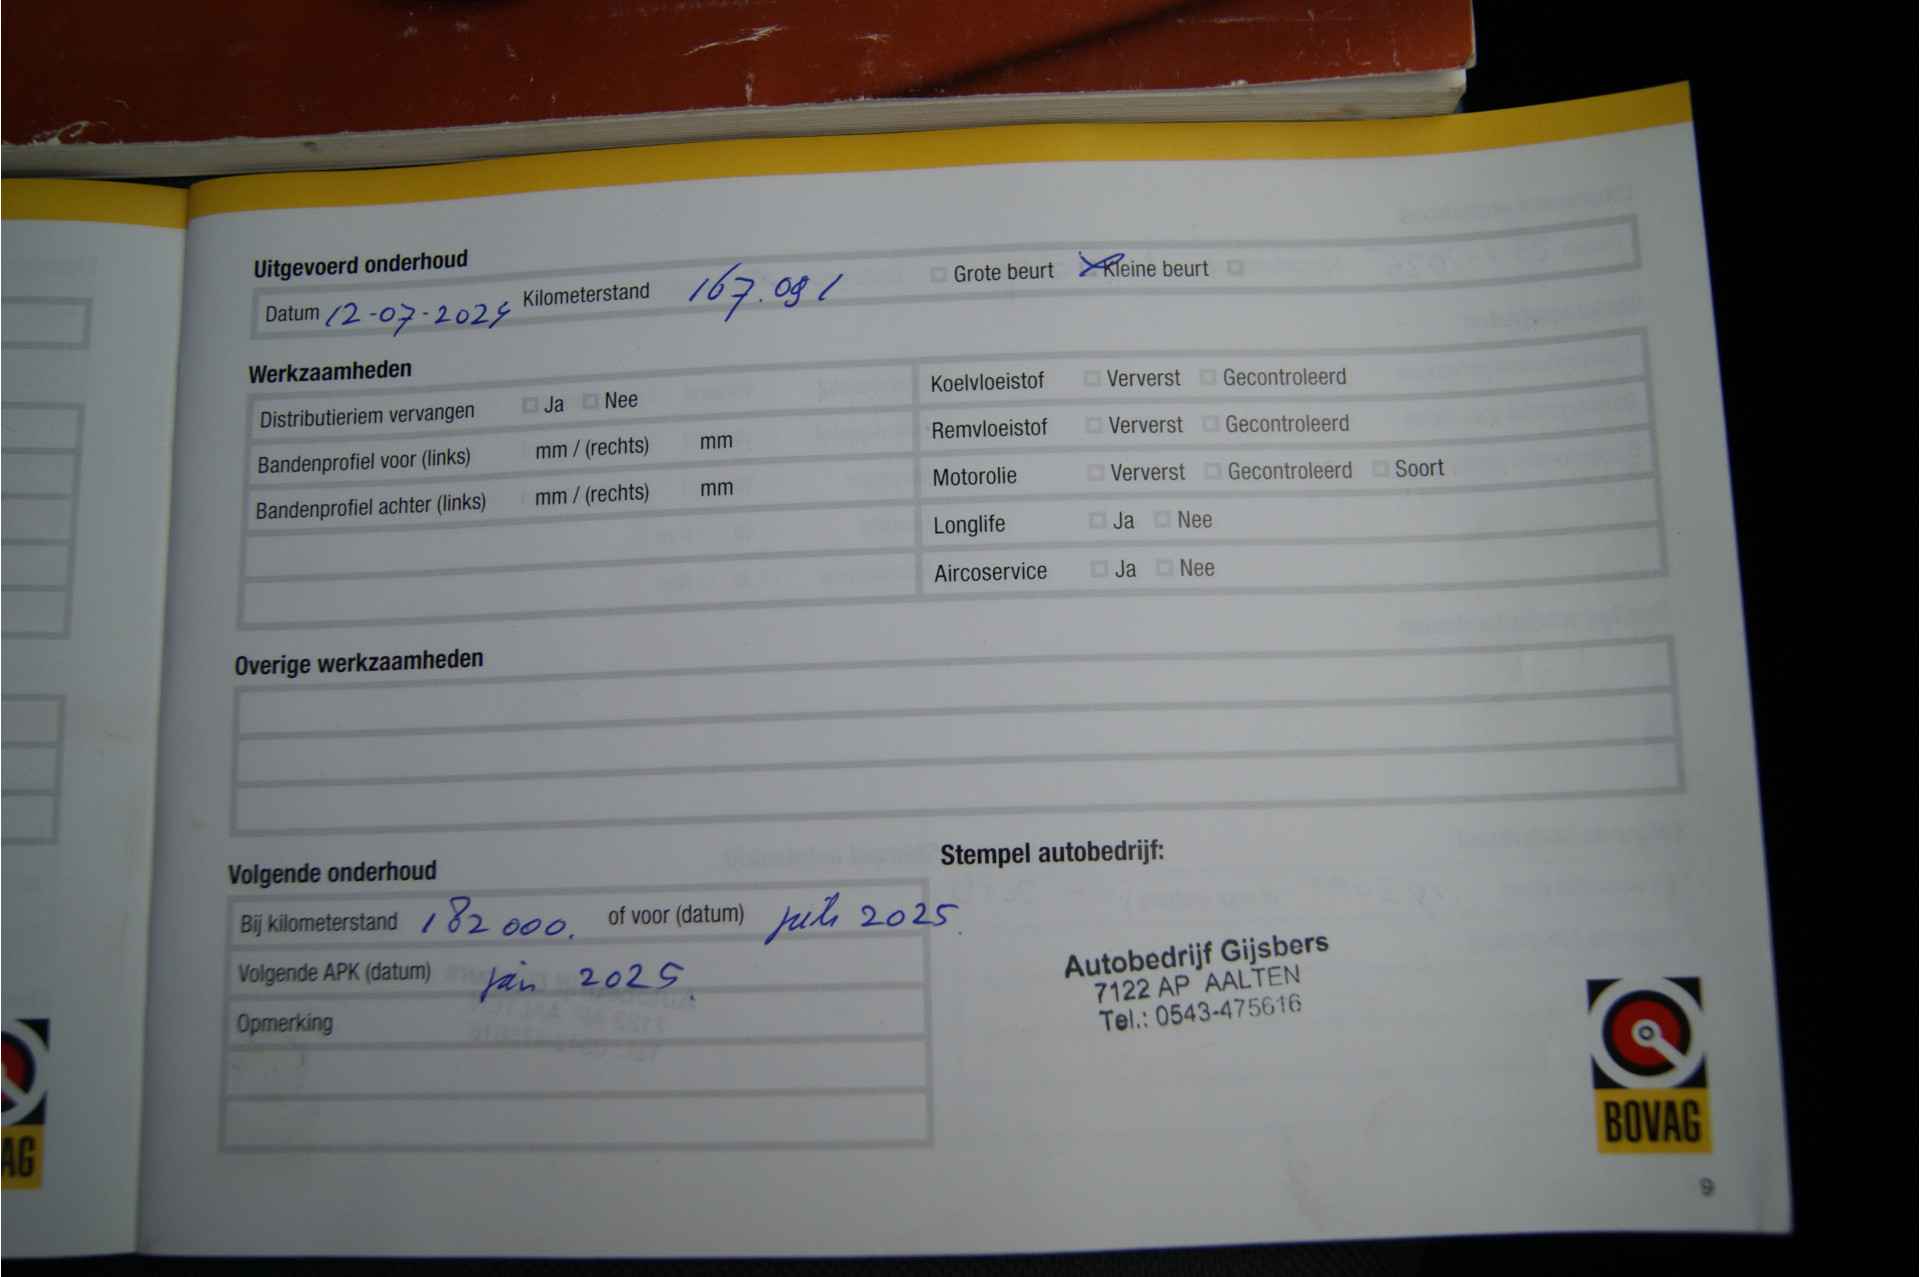 Uitgevoerd onderhoud
Datum 12-07-2024 Kilometerstand 167.091 Grote beurt Kleine beurt
Werkzaamheden
Distributieriem vervangen Ja Nee
Bandenprofiel voor (links) mm / (rechts) mm
Bandenprofiel achter (links) mm / (rechts) mm
Koelvloeistof Ververst Gecontroleerd
Remvloeistof Ververst Gecontroleerd
Motorolie Ververst Gecontroleerd Soort
Longlife Ja Nee
Aircoservice Ja Nee
Overige werkzaamheden
Volgende onderhoud
Bij kilometerstand 182000. of voor (datum) juli 2025.
Volgende APK (datum) jan 2025.
Opmerking
Stempel autobedrijf:
Autobedrijf Gijsbers
7122 AP AALTEN
Tel.: 0543-475616
BOVAG
9
AG